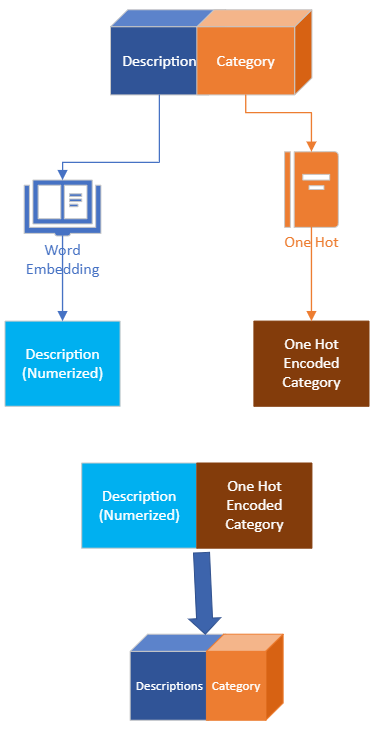 Description Category
Word
Embedding
One Hot
Description
(Numerized)
One Hot
Encoded
Category
Description
(Numerized)
One Hot
Encoded
Category
Descriptions Category